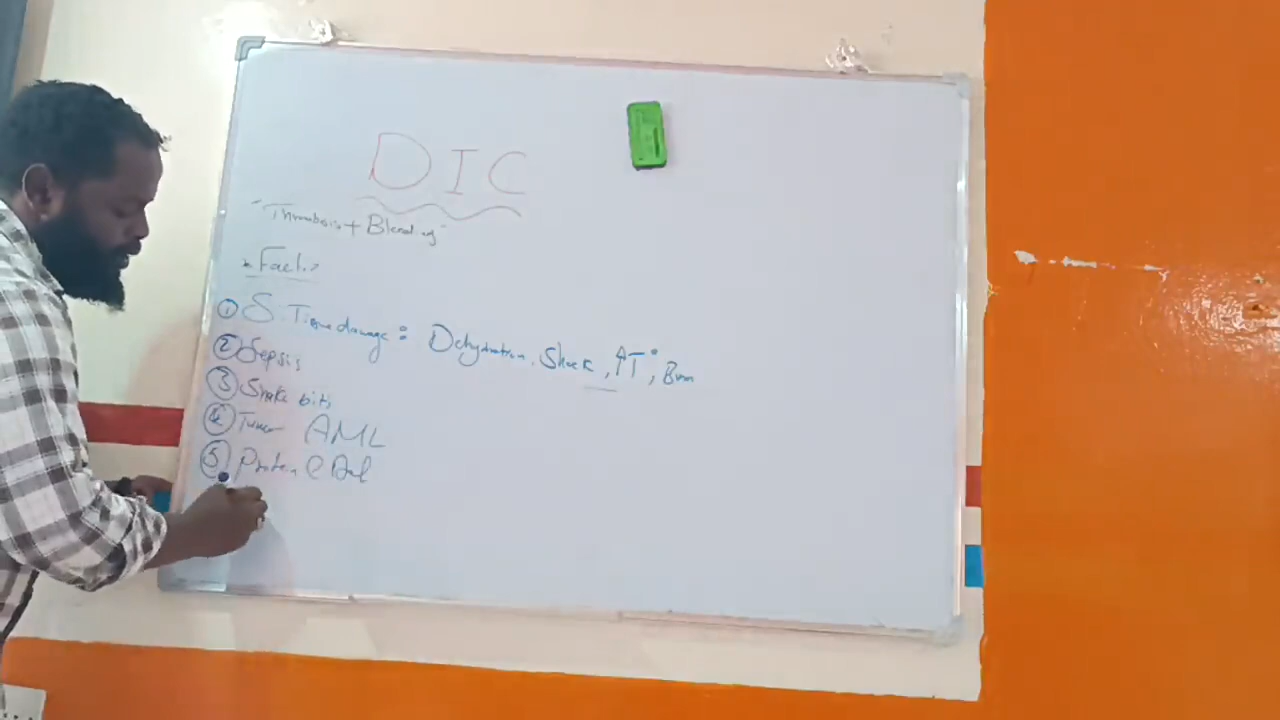 DIC
"Thrombosis + Bleeding"
* Fact
① S. Tissue damage : Dehydration, Shock, ↑T°, Burn
② Sepsis
③ Snake bite
④ Tumor AML
⑤ Protein C Def